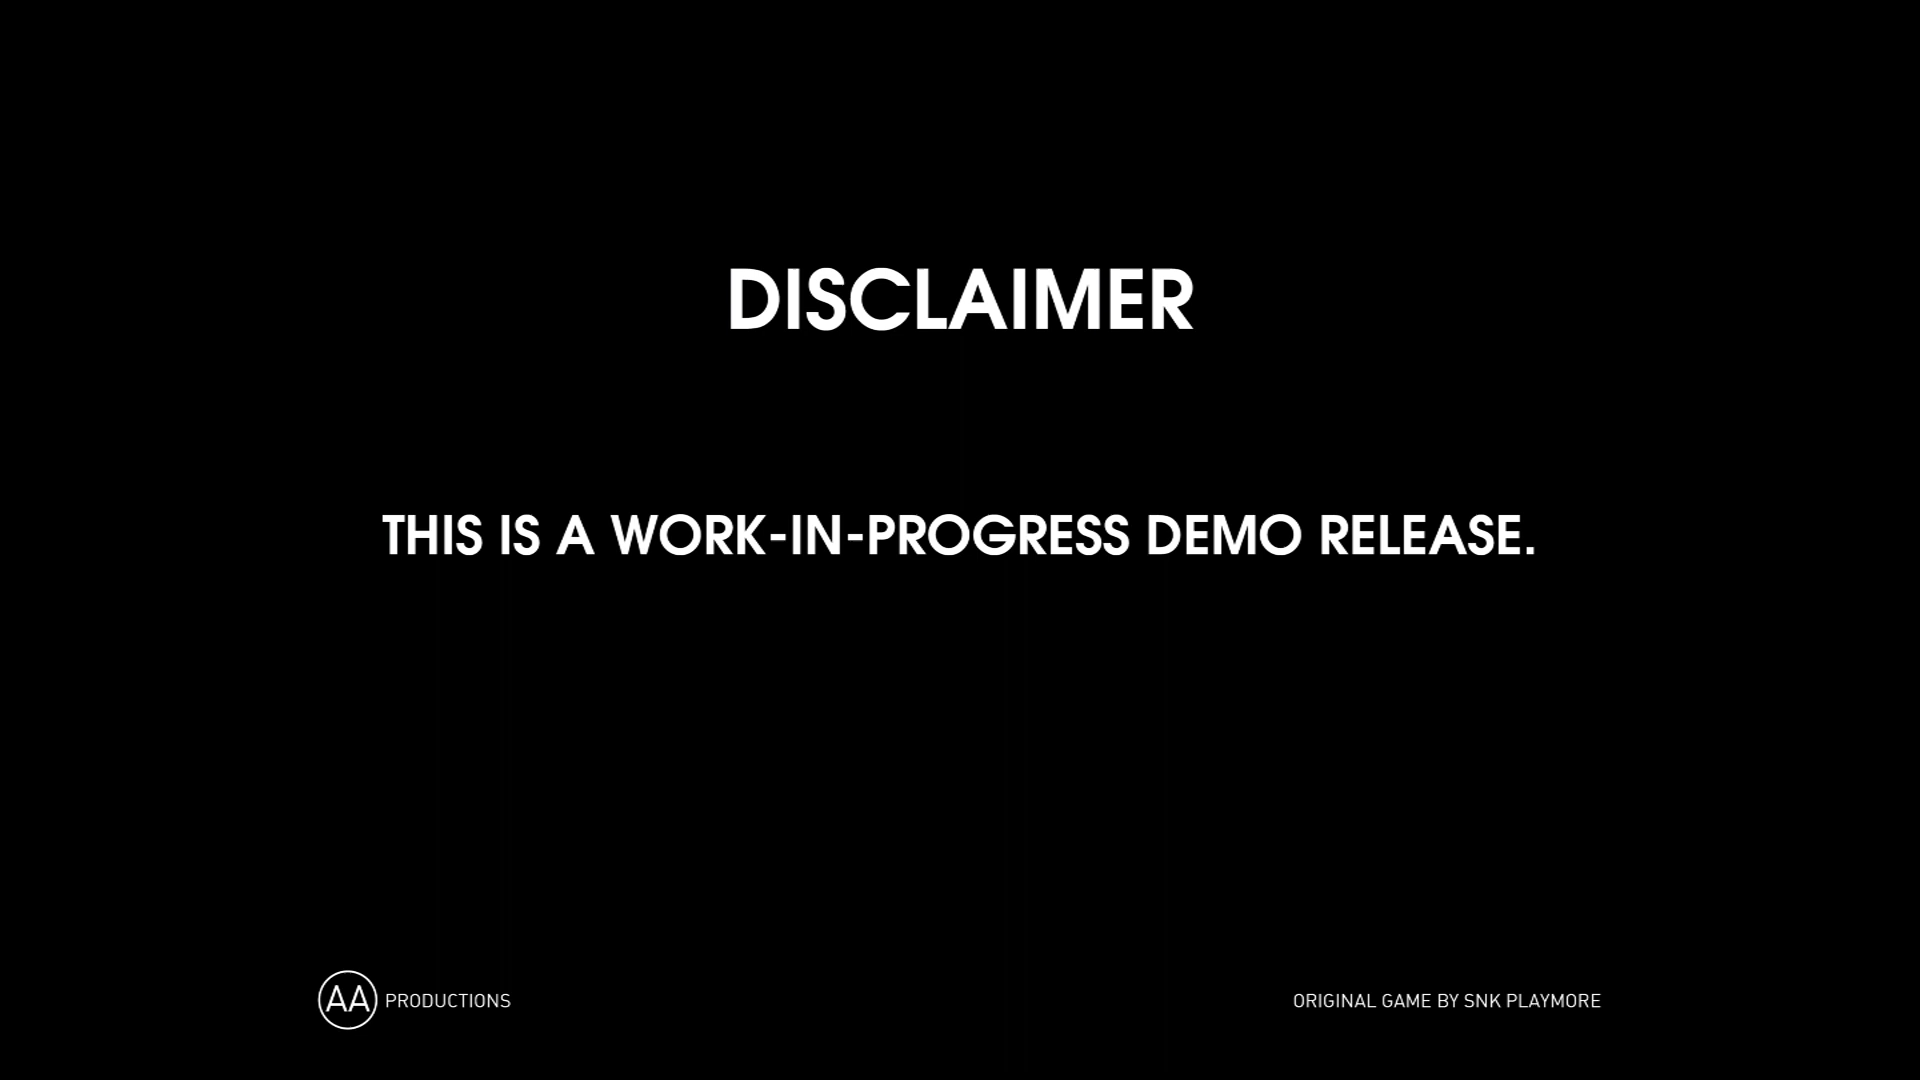 DISCLAIMER
THIS IS A WORK-IN-PROGRESS DEMO RELEASE.
AA PRODUCTIONS
ORIGINAL GAME BY SNK PLAYMORE